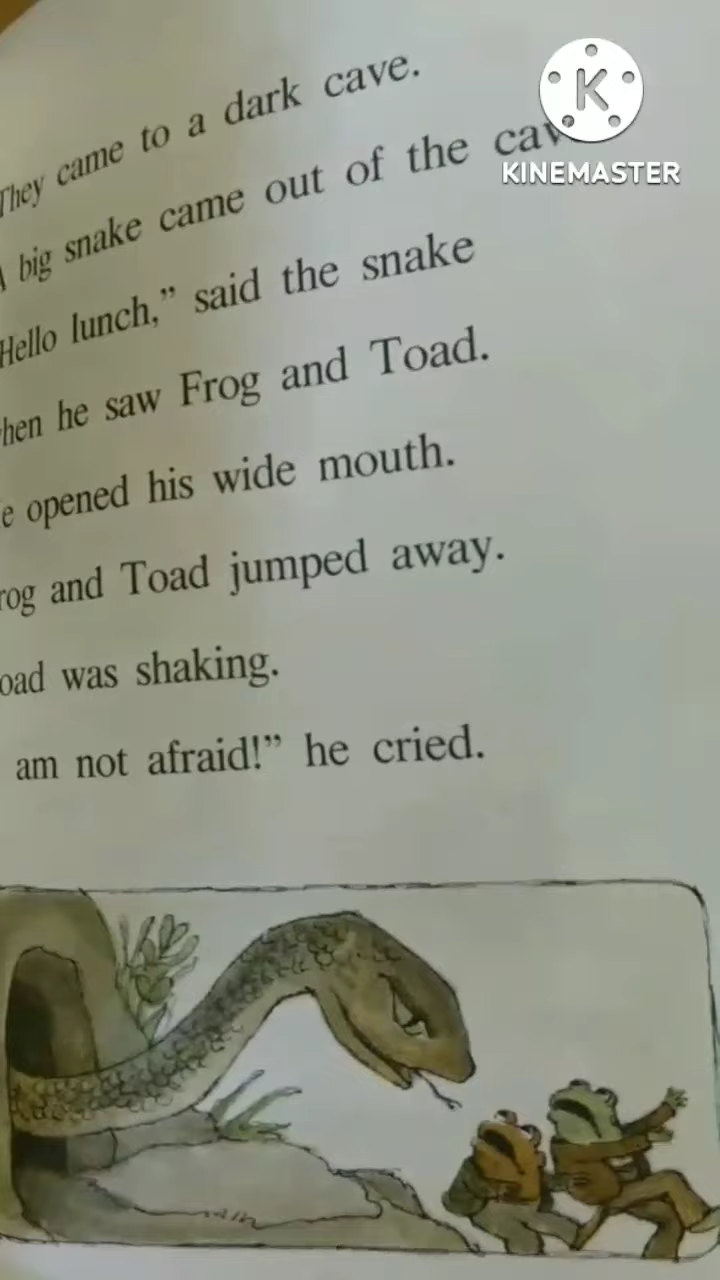 They came to a dark cave.
A big snake came out of the cav
Hello lunch,” said the snake
hen he saw Frog and Toad.
e opened his wide mouth.
rog and Toad jumped away.
oad was shaking.
am not afraid!” he cried.
K
KINEMASTER